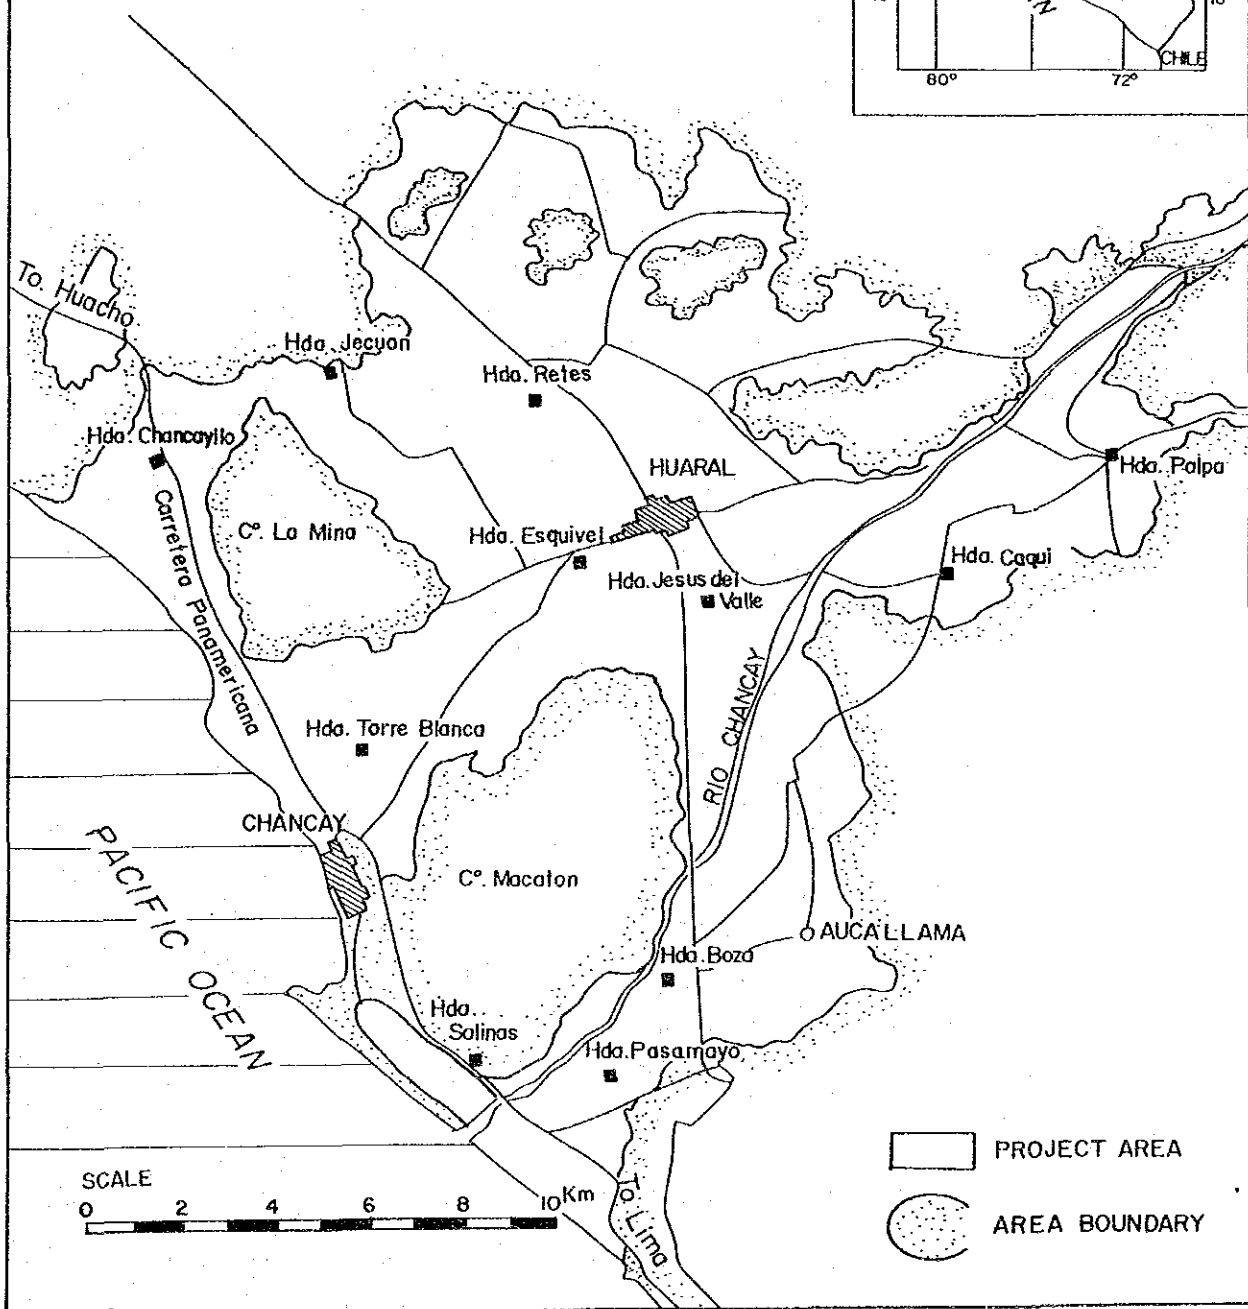 CHILE
80°
72°
To. Huacho
Hda. Jecuan
Hda. Retes
Hda. Chancayllo
HUARAL
Hda. Palpa
Carretera Panamericana
Cº. La Mina
Hda. Esquivel
Hda. Caqui
Hda. Jesus del
Valle
RIO CHANCAY
Hda. Torre Blanca
CHANCAY
PACIFIC OCEAN
Cº. Macaton
AUCALLAMA
Hda. Boza
Hda.
Salinas
Hda. Pasamayo
PROJECT AREA
SCALE
0 2 4 6 8 10 Km
To Lima
AREA BOUNDARY